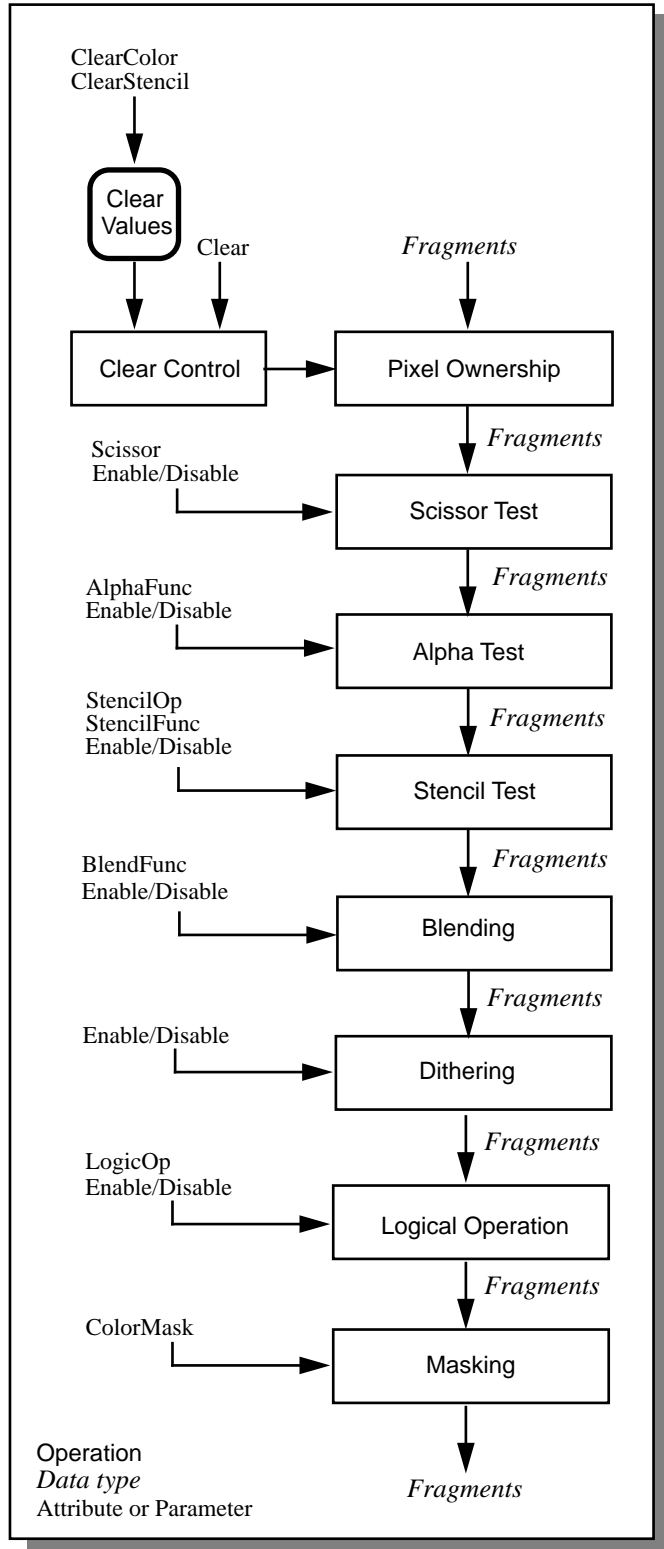 ClearColor
ClearStencil
Clear
Values
Clear
Fragments
Clear Control
Pixel Ownership
Fragments
Scissor
Enable/Disable
Scissor Test
Fragments
AlphaFunc
Enable/Disable
Alpha Test
Fragments
StencilOp
StencilFunc
Enable/Disable
Stencil Test
Fragments
BlendFunc
Enable/Disable
Blending
Fragments
Enable/Disable
Dithering
Fragments
LogicOp
Enable/Disable
Logical Operation
Fragments
ColorMask
Masking
Fragments
Operation
Data type
Attribute or Parameter